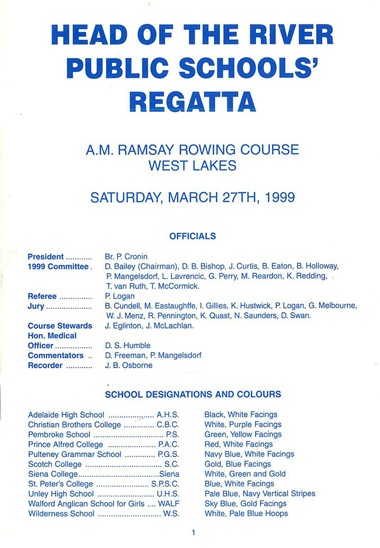 HEAD OF THE RIVER
PUBLIC SCHOOLS'
REGATTA
A.M. RAMSAY ROWING COURSE
WEST LAKES
SATURDAY, MARCH 27TH, 1999
OFFICIALS
President ............ Br. P. Cronin
1999 Committee . D. Bailey (Chairman), D. B. Bishop, J. Curtis, B. Eaton, B. Holloway,
P. Mangelsdorf, L. Lavrencic, G. Perry, M. Reardon, K. Redding,
T. van Ruth, T. McCormick.
Referee ............... P. Logan
Jury ..................... B. Cundell, M. Eastaughffe, I. Gillies, K. Hustwick, P. Logan, G. Melbourne,
W. J. Menz, R. Pennington, K. Quast, N. Saunders, D. Swan.
Course Stewards J. Eglinton, J. McLachlan.
Hon. Medical
Officer ................. D. S. Humble
Commentators .. D. Freeman, P. Mangelsdorf
Recorder ............ J. B. Osborne
SCHOOL DESIGNATIONS AND COLOURS
Adelaide High School ..................... A.H.S. Black, White Facings
Christian Brothers College .............. C.B.C. White, Purple Facings
Pembroke School ................................ P.S. Green, Yellow Facings
Prince Alfred College ...................... P.A.C. Red, White Facings
Pulteney Grammar School .............. P.G.S. Navy Blue, White Facings
Scotch College ................................... S.C. Gold, Blue Facings
Siena College.....................................Siena White, Green and Gold
St. Peter's College ........................ S.P.S.C. Blue, White Facings
Unley High School .......................... U.H.S. Pale Blue, Navy Vertical Stripes
Walford Anglican School for Girls .... WALF Sky Blue, Gold Facings
Wilderness School ............................. W.S. White, Pale Blue Hoops
1